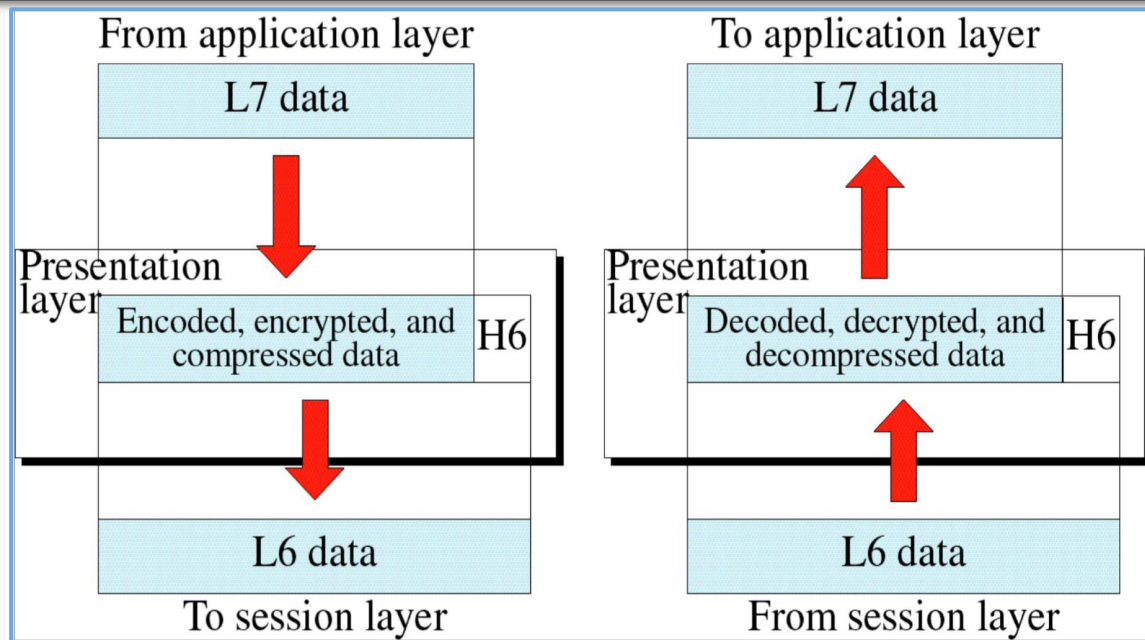 From application layer
L7 data
Presentation
layer
Encoded, encrypted, and
compressed data
H6
L6 data
To session layer
To application layer
L7 data
Presentation
layer
Decoded, decrypted, and
decompressed data
H6
L6 data
From session layer